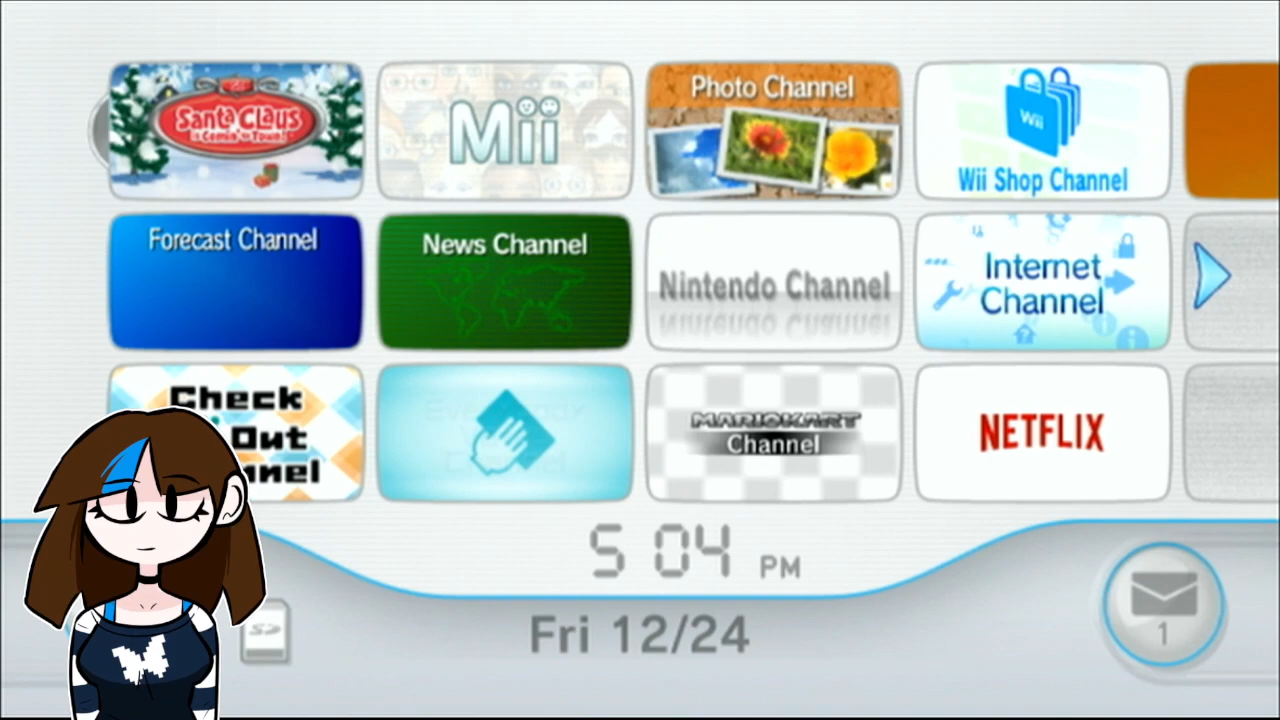 Santa Claus
is Comin' to Town!
Mii
Photo Channel
Wii
Wii Shop Channel
Forecast Channel
News Channel
Nintendo Channel
Internet
Channel
Check
Out
nnel
MARIOKART
Channel
NETFLIX
5 04 PM
Fri 12/24
SD
1